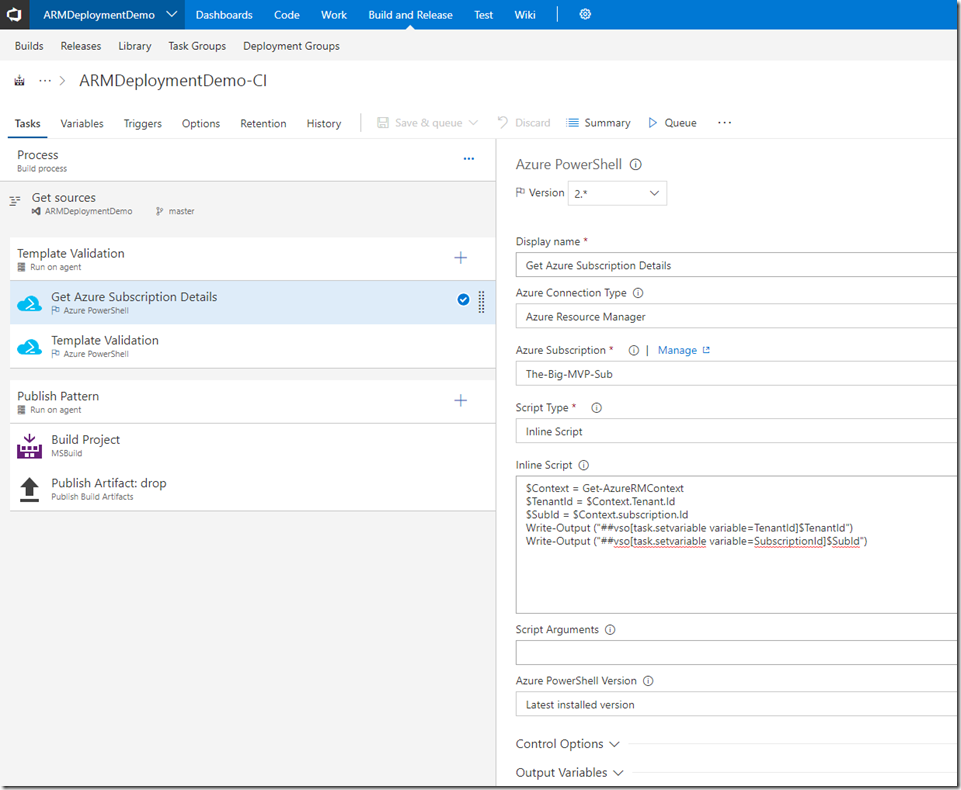 ARMDeploymentDemo Dashboards Code Work Build and Release Test Wiki
Builds Releases Library Task Groups Deployment Groups
... > ARMDeploymentDemo-CI
Tasks Variables Triggers Options Retention History Save & queue Discard Summary Queue ...
Process
Build process
...
Get sources
ARMDeploymentDemo master
Template Validation
Run on agent
Get Azure Subscription Details
Azure PowerShell
Template Validation
Azure PowerShell
Publish Pattern
Run on agent
Build Project
MSBuild
Publish Artifact: drop
Publish Build Artifacts
Azure PowerShell
Version 2.*
Display name *
Get Azure Subscription Details
Azure Connection Type
Azure Resource Manager
Azure Subscription * | Manage
The-Big-MVP-Sub
Script Type *
Inline Script
Inline Script
$Context = Get-AzureRMContext
$TenantId = $Context.Tenant.Id
$SubId = $Context.subscription.Id
Write-Output ("##vso[task.setvariable variable=TenantId]$TenantId")
Write-Output ("##vso[task.setvariable variable=SubscriptionId]$SubId")
Script Arguments
Azure PowerShell Version
Latest installed version
Control Options
Output Variables